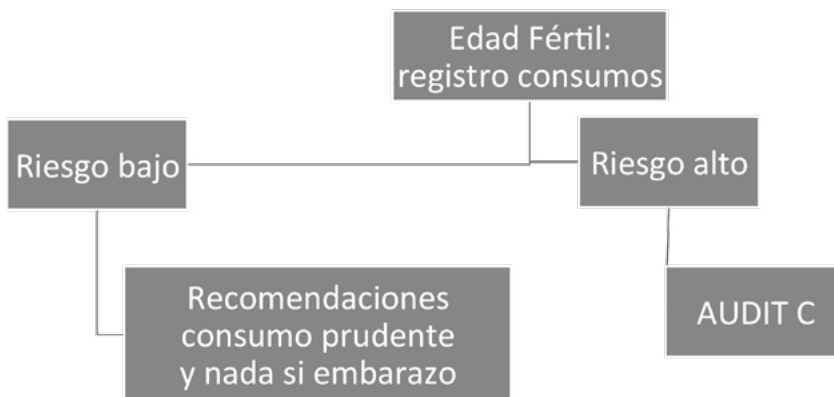 Edad Fértil:
registro consumos
Riesgo bajo
Riesgo alto
Recomendaciones
consumo prudente
y nada si embarazo
AUDIT C